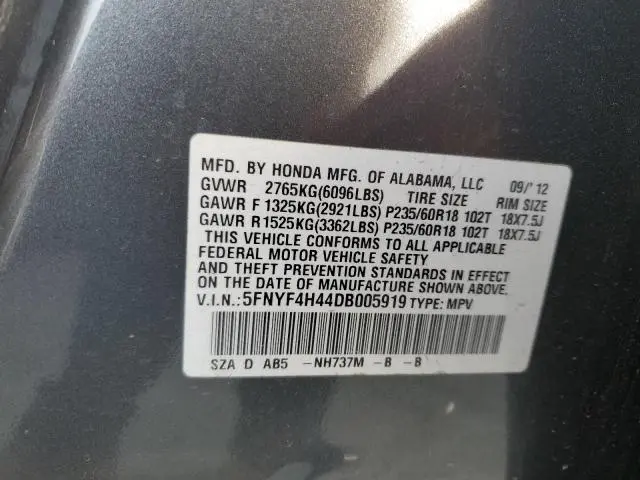 MFD. BY HONDA MFG. OF ALABAMA, LLC 09/'12
GVWR 2765KG(6096LBS) TIRE SIZE RIM SIZE
GAWR F 1325KG(2921LBS) P235/60R18 102T 18X7.5J
GAWR R1525KG(3362LBS) P235/60R18 102T 18X7.5J
THIS VEHICLE CONFORMS TO ALL APPLICABLE
FEDERAL MOTOR VEHICLE SAFETY
AND THEFT PREVENTION STANDARDS IN EFFECT
ON THE DATE OF MANUFACTURE SHOWN ABOVE.
V.I.N.:5FNYF4H44DB005919 TYPE: MPV
SZA D AB5 -NH737M -B -B